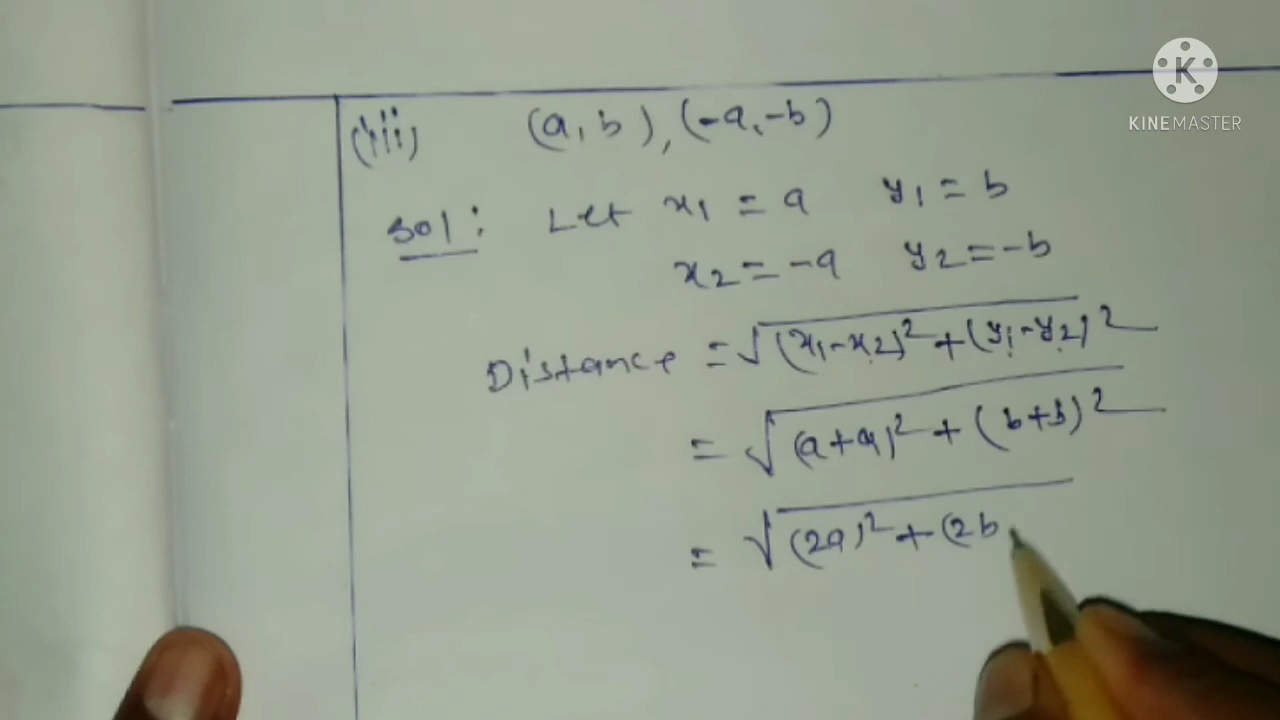 K
KINEMASTER
(iii) (a, b), (-a, -b)
Sol: Let x₁ = a y₁ = b
x₂ = -a y₂ = -b
Distance = √(x₁-x₂)² + (y₁-y₂)²
= √(a+a)² + (b+b)²
= √(2a)² + (2b